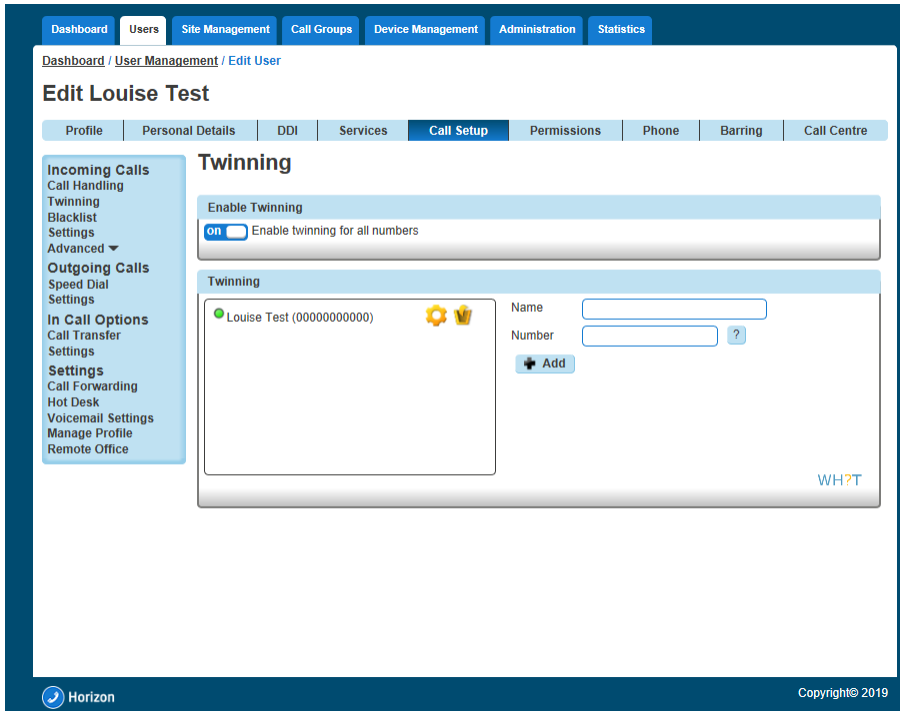 Dashboard Users Site Management Call Groups Device Management Administration Statistics
Dashboard / User Management / Edit User
Edit Louise Test
Profile Personal Details DDI Services Call Setup Permissions Phone Barring Call Centre
Incoming Calls
Call Handling
Twinning
Blacklist
Settings
Advanced
Outgoing Calls
Speed Dial
Settings
In Call Options
Call Transfer
Settings
Settings
Call Forwarding
Hot Desk
Voicemail Settings
Manage Profile
Remote Office
Twinning
Enable Twinning
on Enable twinning for all numbers
Twinning
Louise Test (00000000000)
Name
Number ?
Add
WH?T
Horizon
Copyright© 2019